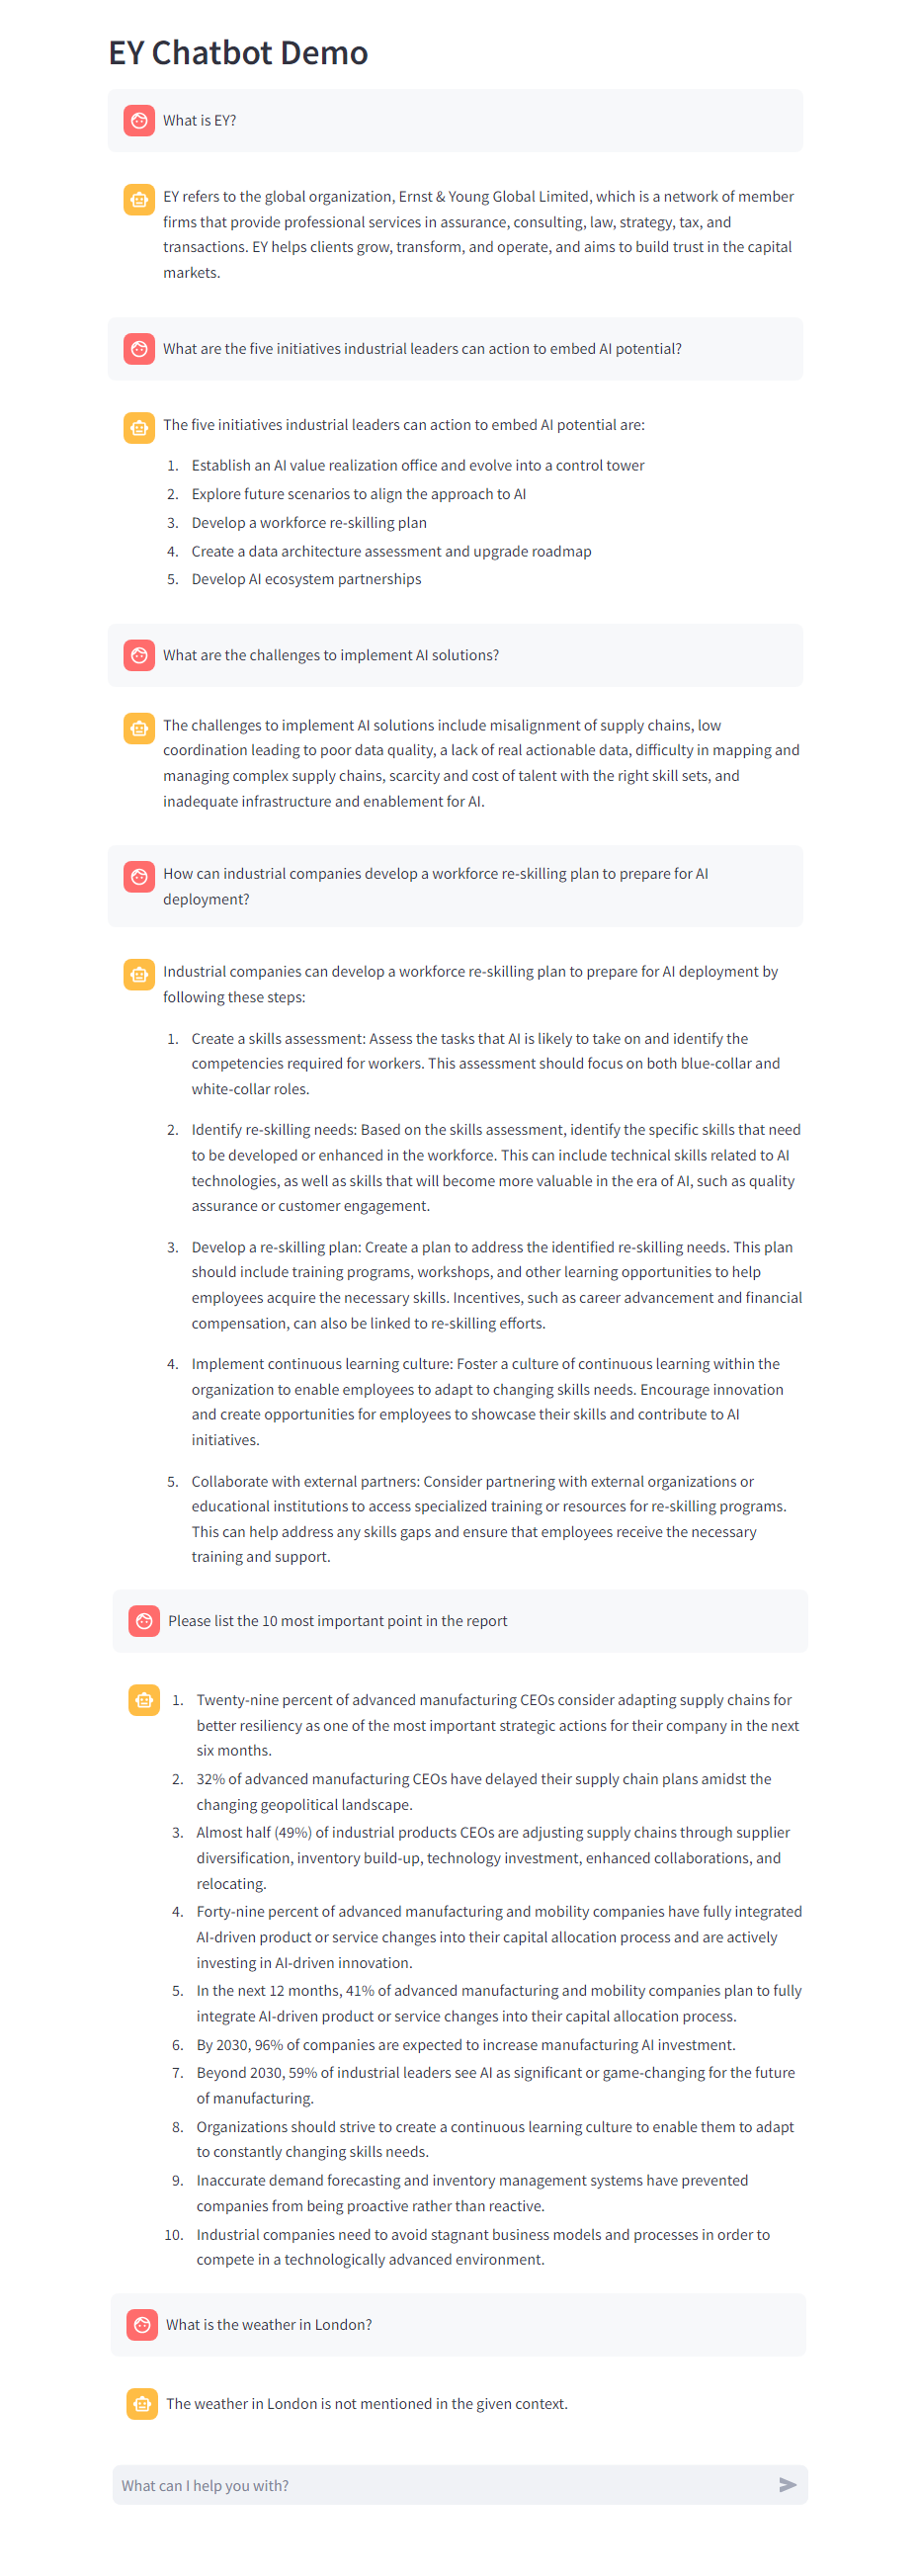 EY Chatbot Demo
What is EY?
EY refers to the global organization, Ernst & Young Global Limited, which is a network of member
firms that provide professional services in assurance, consulting, law, strategy, tax, and
transactions. EY helps clients grow, transform, and operate, and aims to build trust in the capital
markets.
What are the five initiatives industrial leaders can action to embed AI potential?
The five initiatives industrial leaders can action to embed AI potential are:
1. Establish an AI value realization office and evolve into a control tower
2. Explore future scenarios to align the approach to AI
3. Develop a workforce re-skilling plan
4. Create a data architecture assessment and upgrade roadmap
5. Develop AI ecosystem partnerships
What are the challenges to implement AI solutions?
The challenges to implement AI solutions include misalignment of supply chains, low
coordination leading to poor data quality, a lack of real actionable data, difficulty in mapping and
managing complex supply chains, scarcity and cost of talent with the right skill sets, and
inadequate infrastructure and enablement for AI.
How can industrial companies develop a workforce re-skilling plan to prepare for AI
deployment?
Industrial companies can develop a workforce re-skilling plan to prepare for AI deployment by
following these steps:
1. Create a skills assessment: Assess the tasks that AI is likely to take on and identify the
competencies required for workers. This assessment should focus on both blue-collar and
white-collar roles.
2. Identify re-skilling needs: Based on the skills assessment, identify the specific skills that need
to be developed or enhanced in the workforce. This can include technical skills related to AI
technologies, as well as skills that will become more valuable in the era of AI, such as quality
assurance or customer engagement.
3. Develop a re-skilling plan: Create a plan to address the identified re-skilling needs. This plan
should include training programs, workshops, and other learning opportunities to help
employees acquire the necessary skills. Incentives, such as career advancement and financial
compensation, can also be linked to re-skilling efforts.
4. Implement continuous learning culture: Foster a culture of continuous learning within the
organization to enable employees to adapt to changing skills needs. Encourage innovation
and create opportunities for employees to showcase their skills and contribute to AI
initiatives.
5. Collaborate with external partners: Consider partnering with external organizations or
educational institutions to access specialized training or resources for re-skilling programs.
This can help address any skills gaps and ensure that employees receive the necessary
training and support.
Please list the 10 most important point in the report
1. Twenty-nine percent of advanced manufacturing CEOs consider adapting supply chains for
better resiliency as one of the most important strategic actions for their company in the next
six months.
2. 32% of advanced manufacturing CEOs have delayed their supply chain plans amidst the
changing geopolitical landscape.
3. Almost half (49%) of industrial products CEOs are adjusting supply chains through supplier
diversification, inventory build-up, technology investment, enhanced collaborations, and
relocating.
4. Forty-nine percent of advanced manufacturing and mobility companies have fully integrated
AI-driven product or service changes into their capital allocation process and are actively
investing in AI-driven innovation.
5. In the next 12 months, 41% of advanced manufacturing and mobility companies plan to fully
integrate AI-driven product or service changes into their capital allocation process.
6. By 2030, 96% of companies are expected to increase manufacturing AI investment.
7. Beyond 2030, 59% of industrial leaders see AI as significant or game-changing for the future
of manufacturing.
8. Organizations should strive to create a continuous learning culture to enable them to adapt
to constantly changing skills needs.
9. Inaccurate demand forecasting and inventory management systems have prevented
companies from being proactive rather than reactive.
10. Industrial companies need to avoid stagnant business models and processes in order to
compete in a technologically advanced environment.
What is the weather in London?
The weather in London is not mentioned in the given context.
What can I help you with?